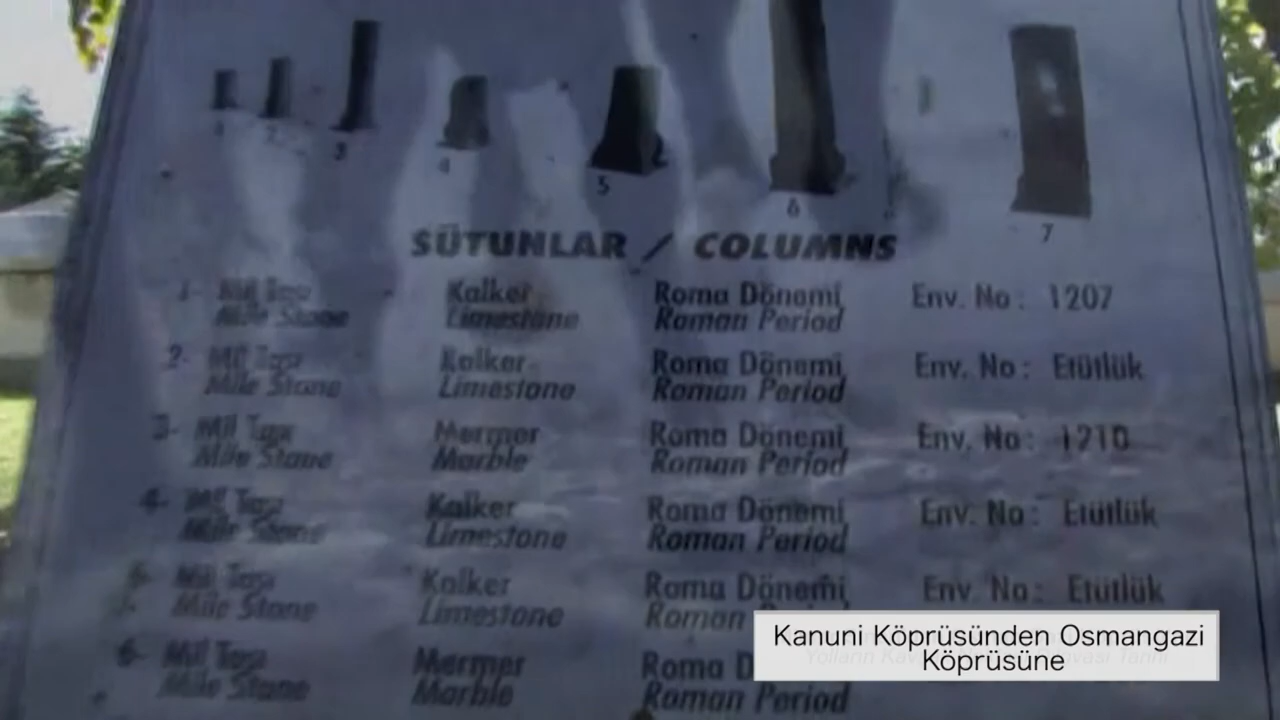 1 2 3 4 5 6 7
SÜTUNLAR / COLUMNS
1- Mil Taşı Kalker Roma Dönemi Env. No : 1207
Mile Stone Limestone Roman Period
2- Mil Taşı Kalker Roma Dönemi Env. No : Etütlük
Mile Stone Limestone Roman Period
3- Mil Taşı Mermer Roma Dönemi Env. No : 1210
Mile Stone Marble Roman Period
4- Mil Taşı Kalker Roma Dönemi Env. No : Etütlük
Mile Stone Limestone Roman Period
5- Mil Taşı Kalker Roma Dönemi Env. No : Etütlük
Mile Stone Limestone Roman
6- Mil Taşı Mermer Roma
Mile Stone Marble Roman Period
Kanuni Köprüsünden Osmangazi
Köprüsüne